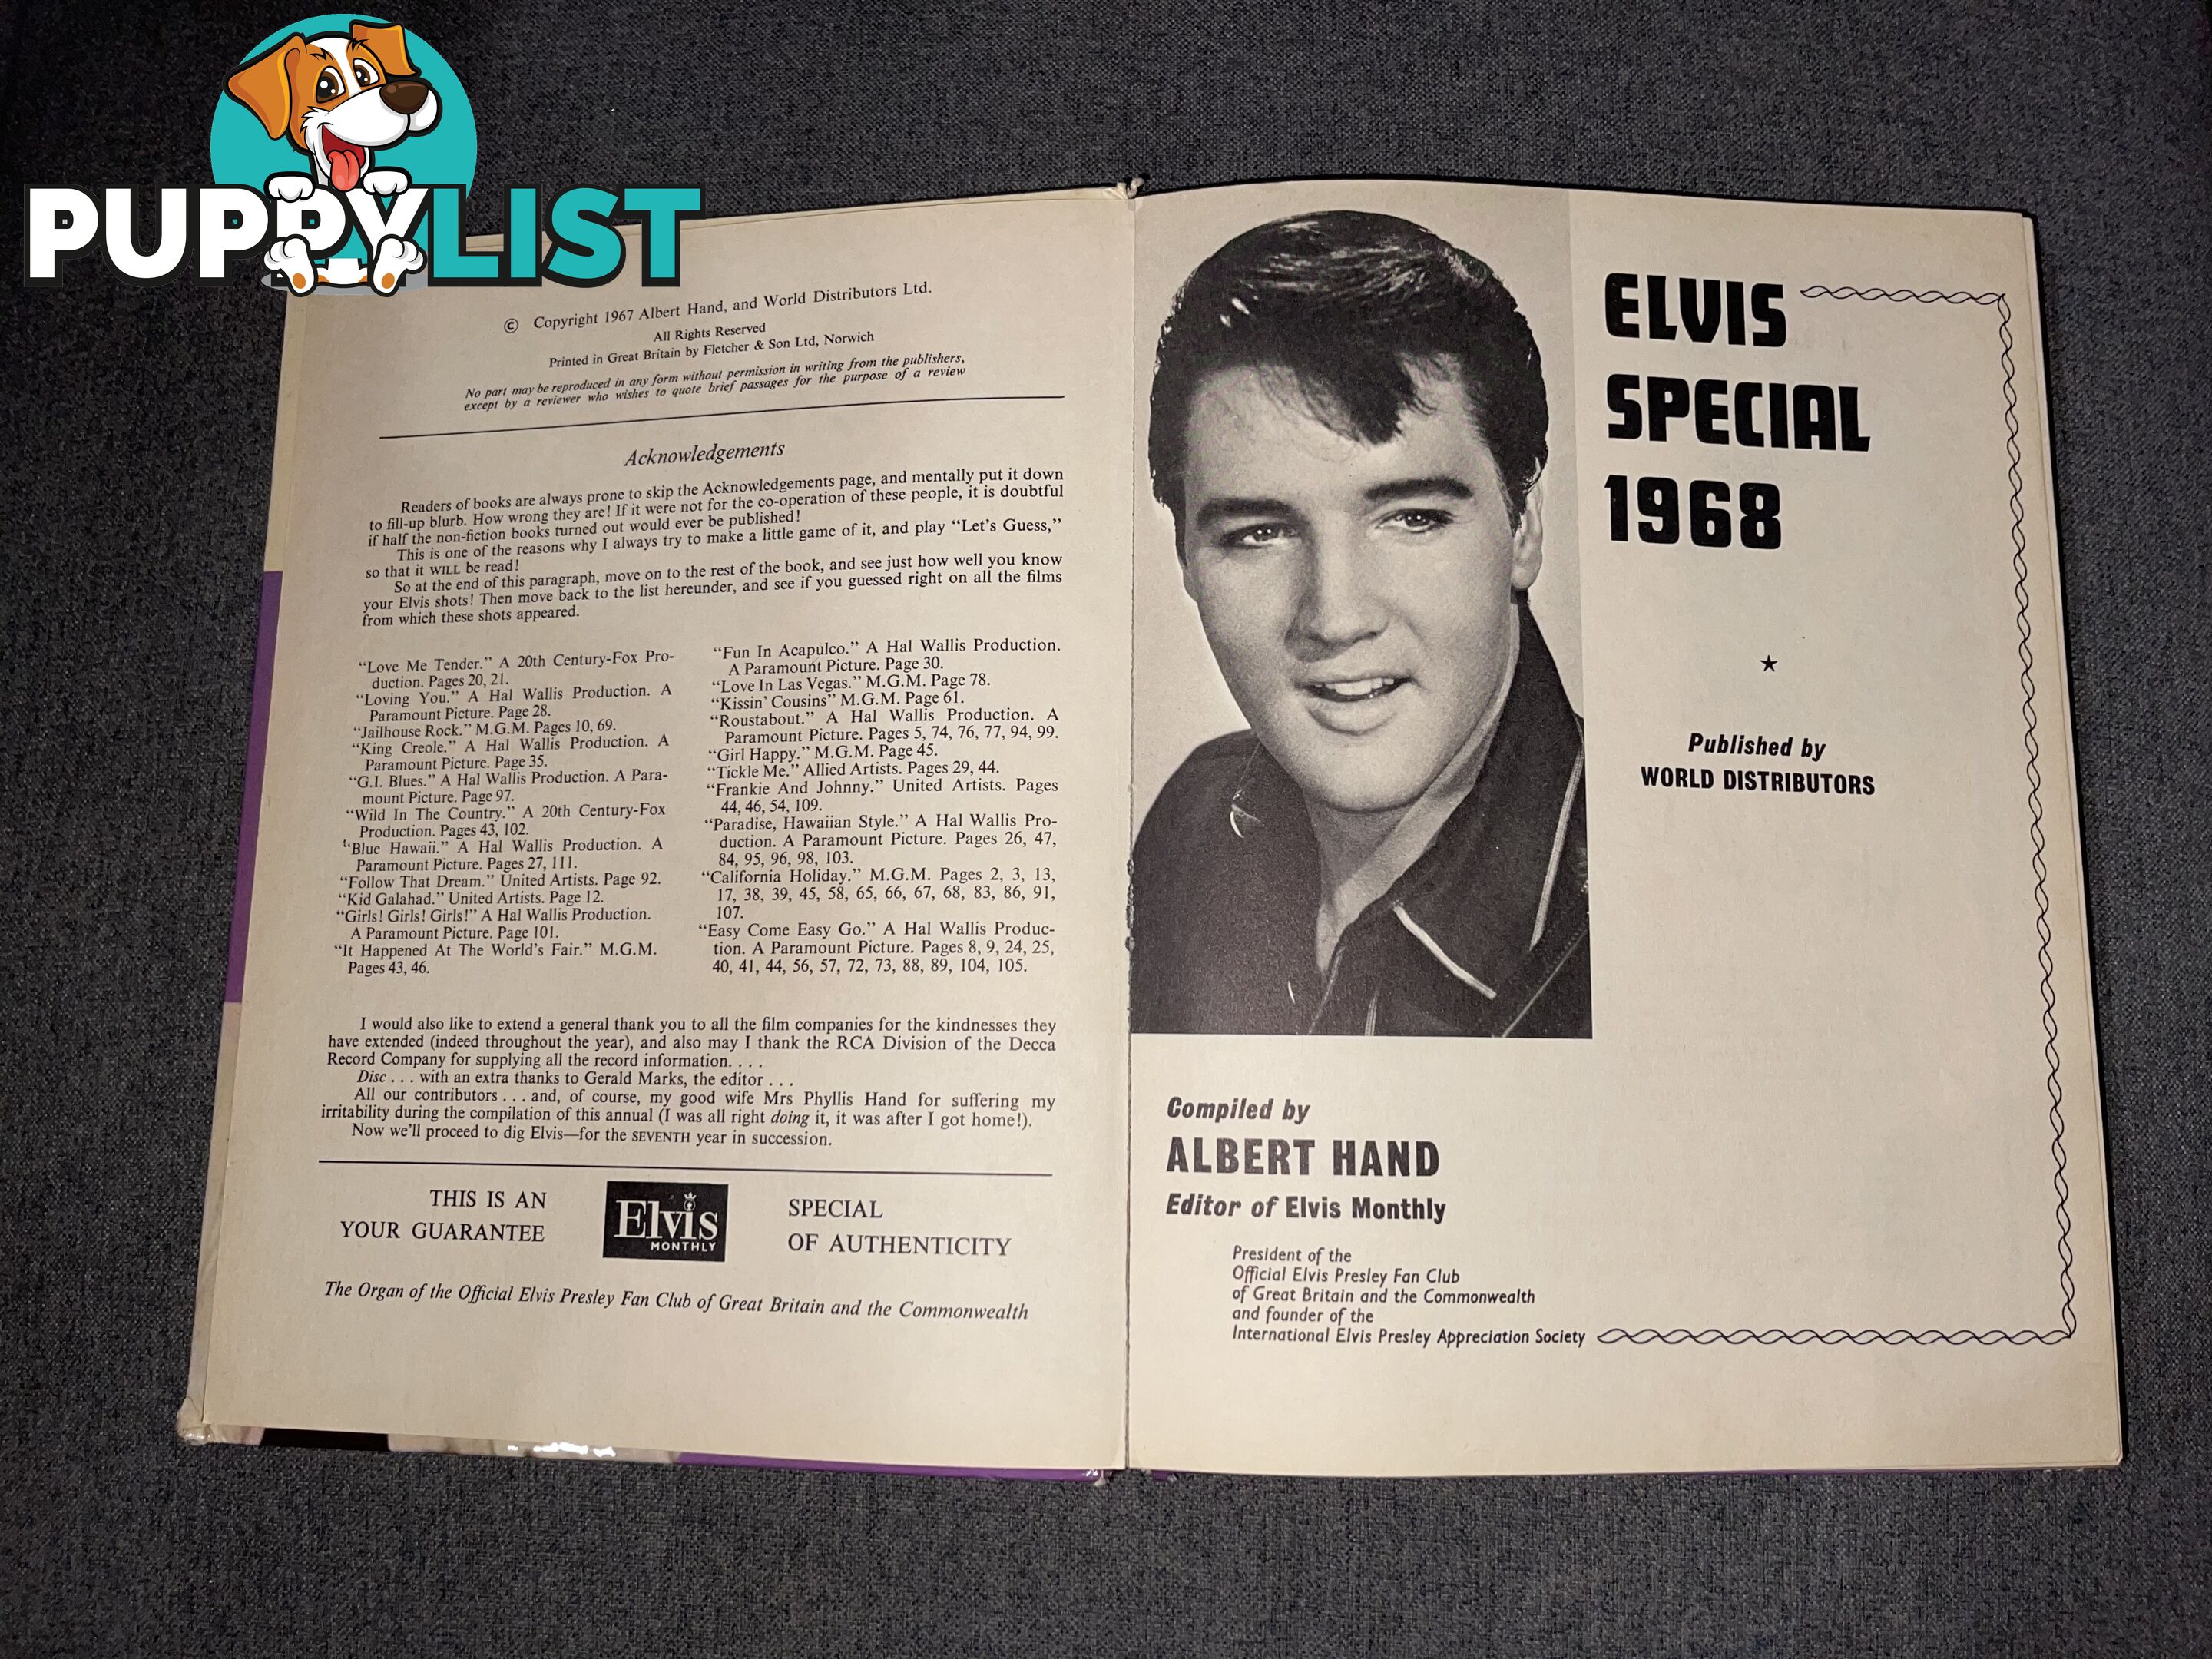 PUPPYLIST
© Copyright 1967 Albert Hand, and World Distributors Ltd.
All Rights Reserved
Printed in Great Britain by Fletcher & Son Ltd, Norwich
No part may be reproduced in any form without permission in writing from the publishers,
except by a reviewer who wishes to quote brief passages for the purpose of a review
Acknowledgements
Readers of books are always prone to skip the Acknowledgements page, and mentally put it down
to fill-up blurb. How wrong they are! If it were not for the co-operation of these people, it is doubtful
if half the non-fiction books turned out would ever be published!
This is one of the reasons why I always try to make a little game of it, and play “Let’s Guess,”
so that it WILL be read!
So at the end of this paragraph, move on to the rest of the book, and see just how well you know
your Elvis shots! Then move back to the list hereunder, and see if you guessed right on all the films
from which these shots appeared.
“Love Me Tender.” A 20th Century-Fox Pro-
duction. Pages 20, 21.
“Loving You.” A Hal Wallis Production. A
Paramount Picture. Page 28.
“Jailhouse Rock.” M.G.M. Pages 10, 69.
“King Creole.” A Hal Wallis Production. A
Paramount Picture. Page 35.
“G.I. Blues.” A Hal Wallis Production. A Para-
mount Picture. Page 97.
“Wild In The Country.” A 20th Century-Fox
Production. Pages 43, 102.
“Blue Hawaii.” A Hal Wallis Production. A
Paramount Picture. Pages 27, 111.
“Follow That Dream.” United Artists. Page 92.
“Kid Galahad.” United Artists. Page 12.
“Girls! Girls! Girls!” A Hal Wallis Production.
A Paramount Picture. Page 101.
“It Happened At The World’s Fair.” M.G.M.
Pages 43, 46.
“Fun In Acapulco.” A Hal Wallis Production.
A Paramount Picture. Page 30.
“Love In Las Vegas.” M.G.M. Page 78.
“Kissin’ Cousins” M.G.M. Page 61.
“Roustabout.” A Hal Wallis Production. A
Paramount Picture. Pages 5, 74, 76, 77, 94, 99.
“Girl Happy.” M.G.M. Page 45.
“Tickle Me.” Allied Artists. Pages 29, 44.
“Frankie And Johnny.” United Artists. Pages
44, 46, 54, 109.
“Paradise, Hawaiian Style.” A Hal Wallis Pro-
duction. A Paramount Picture. Pages 26, 47,
84, 95, 96, 98, 103.
“California Holiday.” M.G.M. Pages 2, 3, 13,
17, 38, 39, 45, 58, 65, 66, 67, 68, 83, 86, 91,
107.
“Easy Come Easy Go.” A Hal Wallis Produc-
tion. A Paramount Picture. Pages 8, 9, 24, 25,
40, 41, 44, 56, 57, 72, 73, 88, 89, 104, 105.
I would also like to extend a general thank you to all the film companies for the kindnesses they
have extended (indeed throughout the year), and also may I thank the RCA Division of the Decca
Record Company for supplying all the record information. . . .
Disc . . . with an extra thanks to Gerald Marks, the editor . . .
All our contributors . . . and, of course, my good wife Mrs Phyllis Hand for suffering my
irritability during the compilation of this annual (I was all right doing it, it was after I got home!).
Now we’ll proceed to dig Elvis—for the SEVENTH year in succession.
THIS IS AN
YOUR GUARANTEE
Elvis
MONTHLY
SPECIAL
OF AUTHENTICITY
The Organ of the Official Elvis Presley Fan Club of Great Britain and the Commonwealth
ELVIS
SPECIAL
1968
Published by
WORLD DISTRIBUTORS
Compiled by
ALBERT HAND
Editor of Elvis Monthly
President of the
Official Elvis Presley Fan Club
of Great Britain and the Commonwealth
and founder of the
International Elvis Presley Appreciation Society